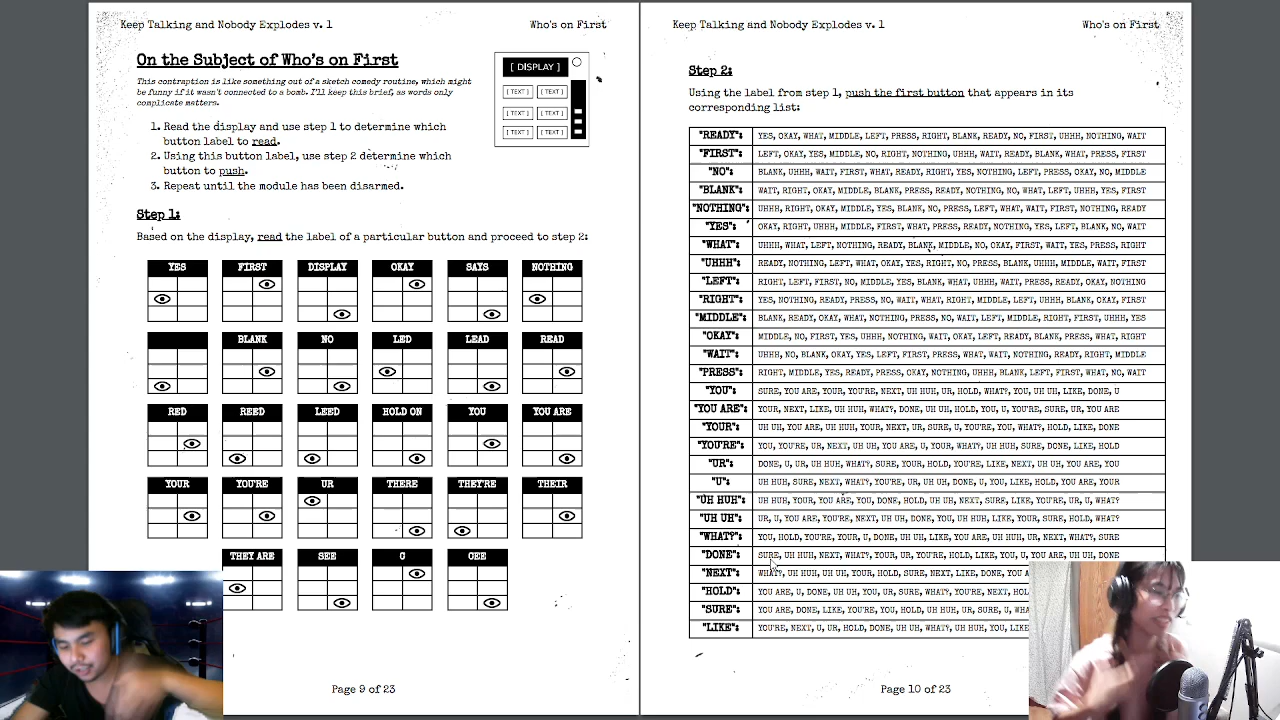 Keep Talking and Nobody Explodes v. 1
Who's on First
On the Subject of Who's on First
This contraption is like something out of a sketch comedy routine, which might
be funny if it wasn't connected to a bomb. I'll keep this brief, as words only
complicate matters.
[ DISPLAY ]
[ TEXT ] [ TEXT ]
[ TEXT ] [ TEXT ]
[ TEXT ] [ TEXT ]
1. Read the display and use step 1 to determine which
button label to read.
2. Using this button label, use step 2 determine which
button to push.
3. Repeat until the module has been disarmed.
Step 1:
Based on the display, read the label of a particular button and proceed to step 2:
YES FIRST DISPLAY OKAY SAYS NOTHING
BLANK NO LED LEAD READ
RED REED LEED HOLD ON YOU YOU ARE
YOUR YOU'RE UR THERE THEY'RE THEIR
THEY ARE SEE C CEE
Page 9 of 23
Keep Talking and Nobody Explodes v. 1
Who's on First
Step 2:
Using the label from step 1, push the first button that appears in its
corresponding list:
"READY": YES, OKAY, WHAT, MIDDLE, LEFT, PRESS, RIGHT, BLANK, READY, NO, FIRST, UHHH, NOTHING, WAIT
"FIRST": LEFT, OKAY, YES, MIDDLE, NO, RIGHT, NOTHING, UHHH, WAIT, READY, BLANK, WHAT, PRESS, FIRST
"NO": BLANK, UHHH, WAIT, FIRST, WHAT, READY, RIGHT, YES, NOTHING, LEFT, PRESS, OKAY, NO, MIDDLE
"BLANK": WAIT, RIGHT, OKAY, MIDDLE, BLANK, PRESS, READY, NOTHING, NO, WHAT, LEFT, UHHH, YES, FIRST
"NOTHING": UHHH, RIGHT, OKAY, MIDDLE, YES, BLANK, NO, PRESS, LEFT, WHAT, WAIT, FIRST, NOTHING, READY
"YES": OKAY, RIGHT, UHHH, MIDDLE, FIRST, WHAT, PRESS, READY, NOTHING, YES, LEFT, BLANK, NO, WAIT
"WHAT": UHHH, WHAT, LEFT, NOTHING, READY, BLANK, MIDDLE, NO, OKAY, FIRST, WAIT, YES, PRESS, RIGHT
"UHHH": READY, NOTHING, LEFT, WHAT, OKAY, YES, RIGHT, NO, PRESS, BLANK, UHHH, MIDDLE, WAIT, FIRST
"LEFT": RIGHT, LEFT, FIRST, NO, MIDDLE, YES, BLANK, WHAT, UHHH, WAIT, PRESS, READY, OKAY, NOTHING
"RIGHT": YES, NOTHING, READY, PRESS, NO, WAIT, WHAT, RIGHT, MIDDLE, LEFT, UHHH, BLANK, OKAY, FIRST
"MIDDLE": BLANK, READY, OKAY, WHAT, NOTHING, PRESS, NO, WAIT, LEFT, MIDDLE, RIGHT, FIRST, UHHH, YES
"OKAY": MIDDLE, NO, FIRST, YES, UHHH, NOTHING, WAIT, OKAY, LEFT, READY, BLANK, PRESS, WHAT, RIGHT
"WAIT": UHHH, NO, BLANK, OKAY, YES, LEFT, FIRST, PRESS, WHAT, WAIT, NOTHING, READY, RIGHT, MIDDLE
"PRESS": RIGHT, MIDDLE, YES, READY, PRESS, OKAY, NOTHING, UHHH, BLANK, LEFT, FIRST, WHAT, NO, WAIT
"YOU": SURE, YOU ARE, YOUR, YOU'RE, NEXT, UH HUH, UR, HOLD, WHAT?, YOU, UH UH, LIKE, DONE, U
"YOU ARE": YOUR, NEXT, LIKE, UH HUH, WHAT?, DONE, UH UH, HOLD, YOU, U, YOU'RE, SURE, UR, YOU ARE
"YOUR": UH UH, YOU ARE, UH HUH, YOUR, NEXT, UR, SURE, U, YOU'RE, YOU, WHAT?, HOLD, LIKE, DONE
"YOU'RE": YOU, YOU'RE, UR, NEXT, UH UH, YOU ARE, U, YOUR, WHAT?, UH HUH, SURE, DONE, LIKE, HOLD
"UR": DONE, U, UR, UH HUH, WHAT?, SURE, YOUR, HOLD, YOU'RE, LIKE, NEXT, UH UH, YOU ARE, YOU
"U": UH HUH, SURE, NEXT, WHAT?, YOU'RE, UR, UH UH, DONE, U, YOU, LIKE, HOLD, YOU ARE, YOUR
"UH HUH": UH HUH, YOUR, YOU ARE, YOU, DONE, HOLD, UH UH, NEXT, SURE, LIKE, YOU'RE, UR, U, WHAT?
"UH UH": UR, U, YOU ARE, YOU'RE, NEXT, UH UH, DONE, YOU, UH HUH, LIKE, YOUR, SURE, HOLD, WHAT?
"WHAT?": YOU, HOLD, YOU'RE, YOUR, U, DONE, UH UH, LIKE, YOU ARE, UH HUH, UR, NEXT, WHAT?, SURE
"DONE": SURE, UH HUH, NEXT, WHAT?, YOUR, UR, YOU'RE, HOLD, LIKE, YOU, U, YOU ARE, UH UH, DONE
"NEXT": WHAT?, UH HUH, UH UH, YOUR, HOLD, SURE, NEXT, LIKE, DONE, YOU A
"HOLD": YOU ARE, U, DONE, UH UH, YOU, UR, SURE, WHAT?, YOU'RE, NEXT, HOL
"SURE": YOU ARE, DONE, LIKE, YOU'RE, YOU, HOLD, UH HUH, UR, SURE, U, WHA
"LIKE": YOU'RE, NEXT, U, UR, HOLD, DONE, UH UH, WHAT?, UH HUH, YOU, LIKE
Page 10 of 23